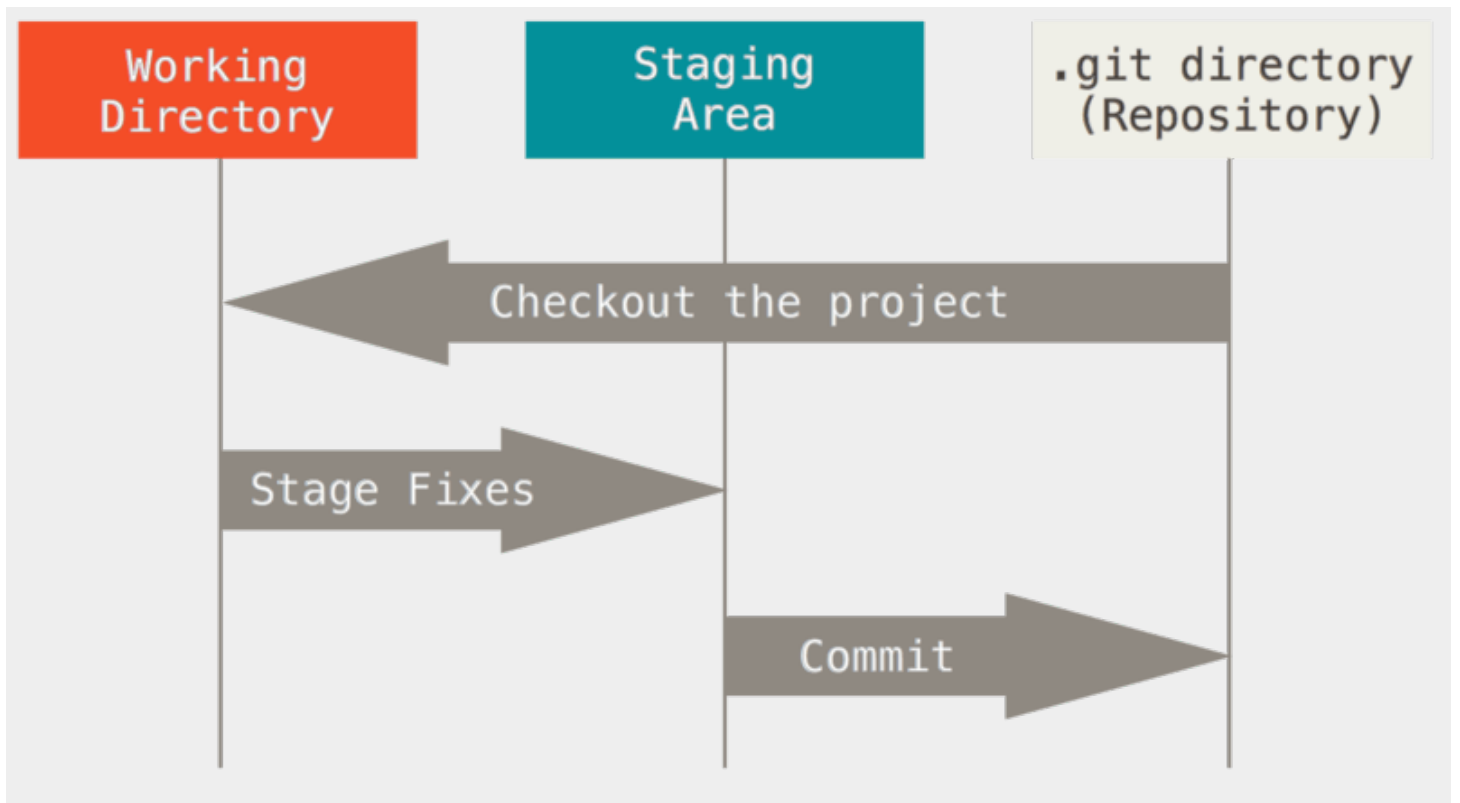 Working
Directory
Staging
Area
.git directory
(Repository)
Checkout the project
Stage Fixes
Commit